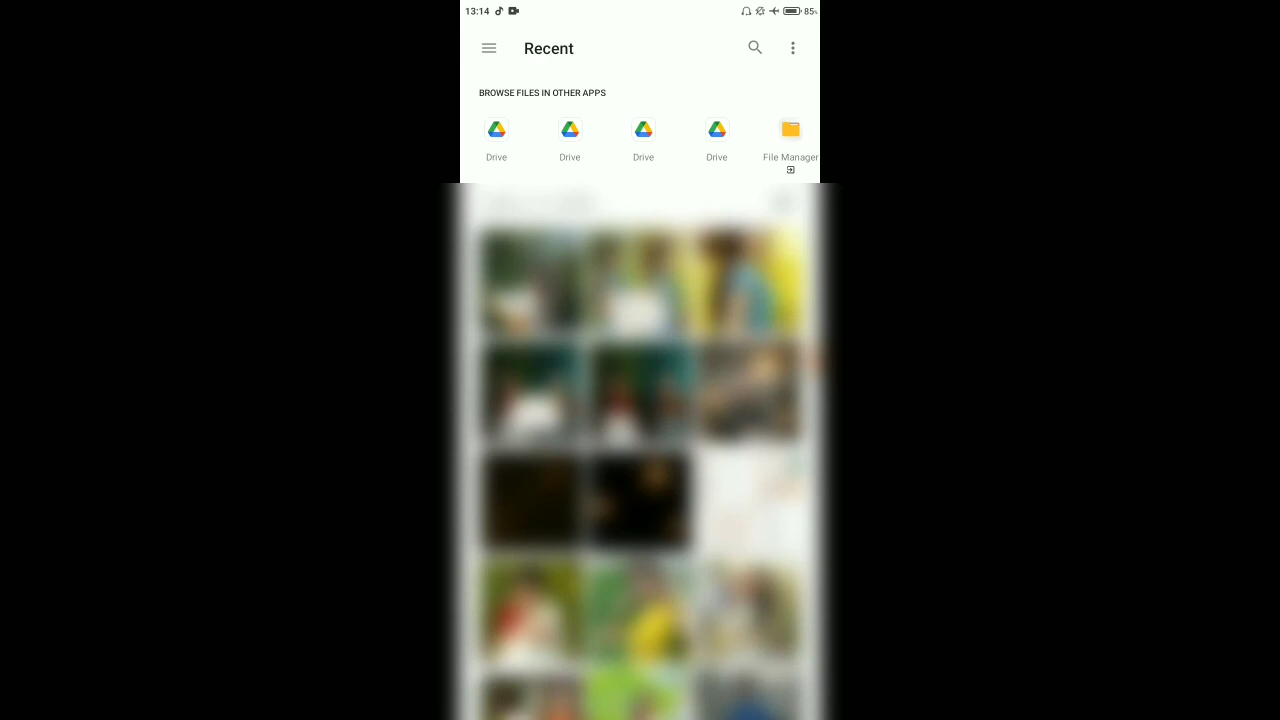 13:14 85%
Recent
BROWSE FILES IN OTHER APPS
Drive Drive Drive Drive File Manager